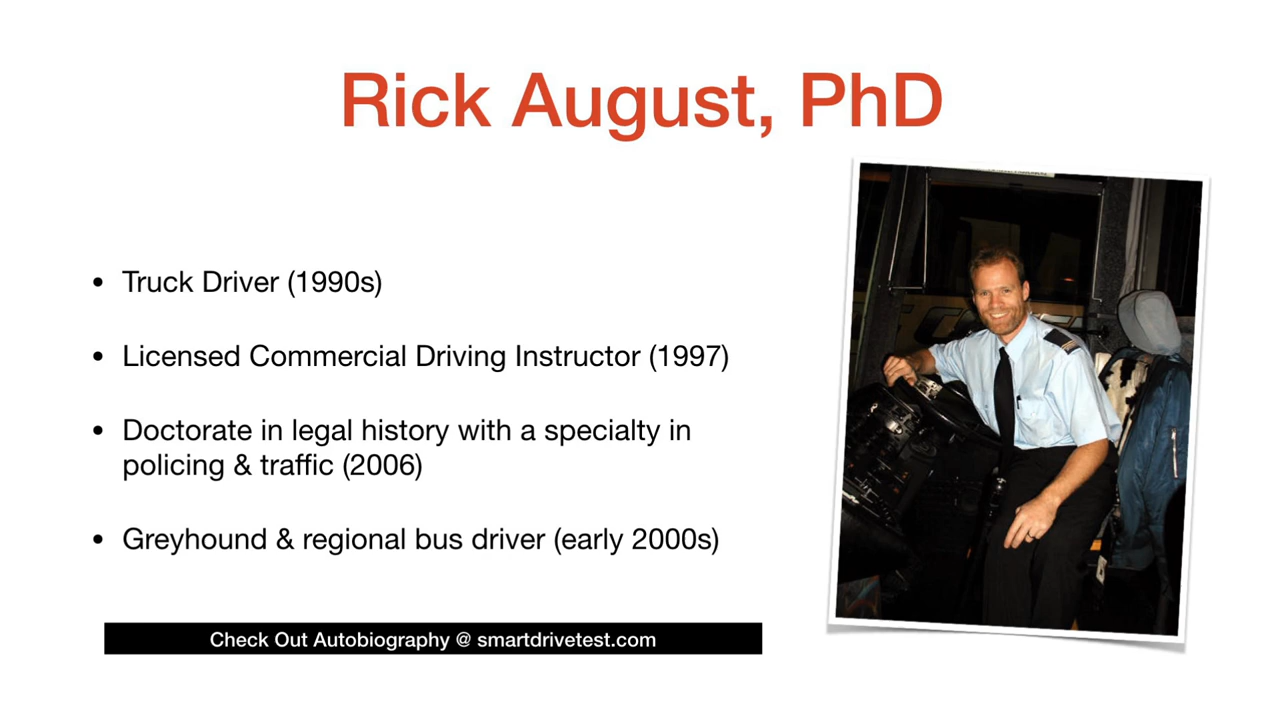 Rick August, PhD
• Truck Driver (1990s)
• Licensed Commercial Driving Instructor (1997)
• Doctorate in legal history with a specialty in
policing & traffic (2006)
• Greyhound & regional bus driver (early 2000s)
Check Out Autobiography @ smartdrivetest.com